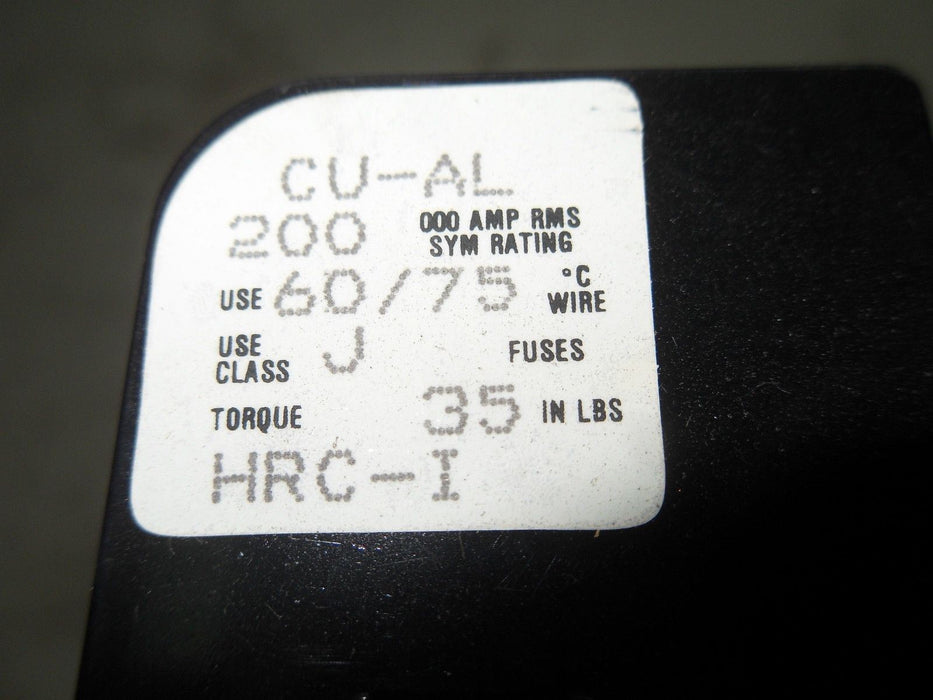 CU-AL
200 000 AMP RMS
SYM RATING
USE 60/75 °C
WIRE
USE
CLASS J FUSES
TORQUE 35 IN LBS
HRC-I